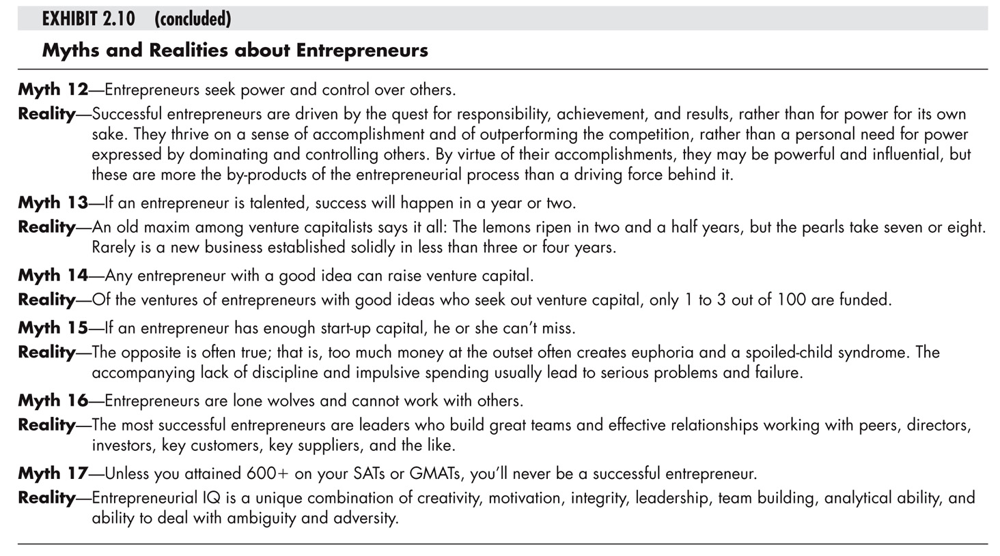 EXHIBIT 2.10 (concluded)
Myths and Realities about Entrepreneurs
Myth 12—Entrepreneurs seek power and control over others.
Reality—Successful entrepreneurs are driven by the quest for responsibility, achievement, and results, rather than for power for its own
sake. They thrive on a sense of accomplishment and of outperforming the competition, rather than a personal need for power
expressed by dominating and controlling others. By virtue of their accomplishments, they may be powerful and influential, but
these are more the by-products of the entrepreneurial process than a driving force behind it.
Myth 13—If an entrepreneur is talented, success will happen in a year or two.
Reality—An old maxim among venture capitalists says it all: The lemons ripen in two and a half years, but the pearls take seven or eight.
Rarely is a new business established solidly in less than three or four years.
Myth 14—Any entrepreneur with a good idea can raise venture capital.
Reality—Of the ventures of entrepreneurs with good ideas who seek out venture capital, only 1 to 3 out of 100 are funded.
Myth 15—If an entrepreneur has enough start-up capital, he or she can't miss.
Reality—The opposite is often true; that is, too much money at the outset often creates euphoria and a spoiled-child syndrome. The
accompanying lack of discipline and impulsive spending usually lead to serious problems and failure.
Myth 16—Entrepreneurs are lone wolves and cannot work with others.
Reality—The most successful entrepreneurs are leaders who build great teams and effective relationships working with peers, directors,
investors, key customers, key suppliers, and the like.
Myth 17—Unless you attained 600+ on your SATs or GMATs, you'll never be a successful entrepreneur.
Reality—Entrepreneurial IQ is a unique combination of creativity, motivation, integrity, leadership, team building, analytical ability, and
ability to deal with ambiguity and adversity.